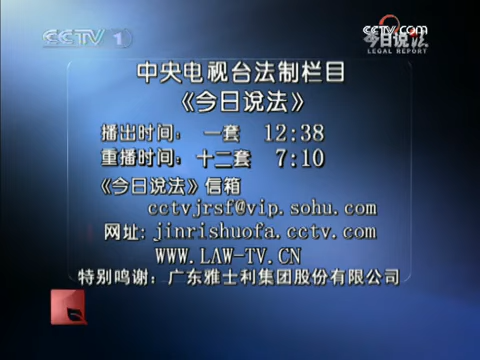 CCTV 1
CCTV.com
今日说法
LEGAL REPORT
中央电视台法制栏目
《今日说法》
播出时间： 一套 12:38
重播时间： 十二套 7:10
《今日说法》信箱
cctvjrsf@vip.sohu.com
网址: jinrishuofa.cctv.com
WWW.LAW-TV.CN
特别鸣谢：广东雅士利集团股份有限公司